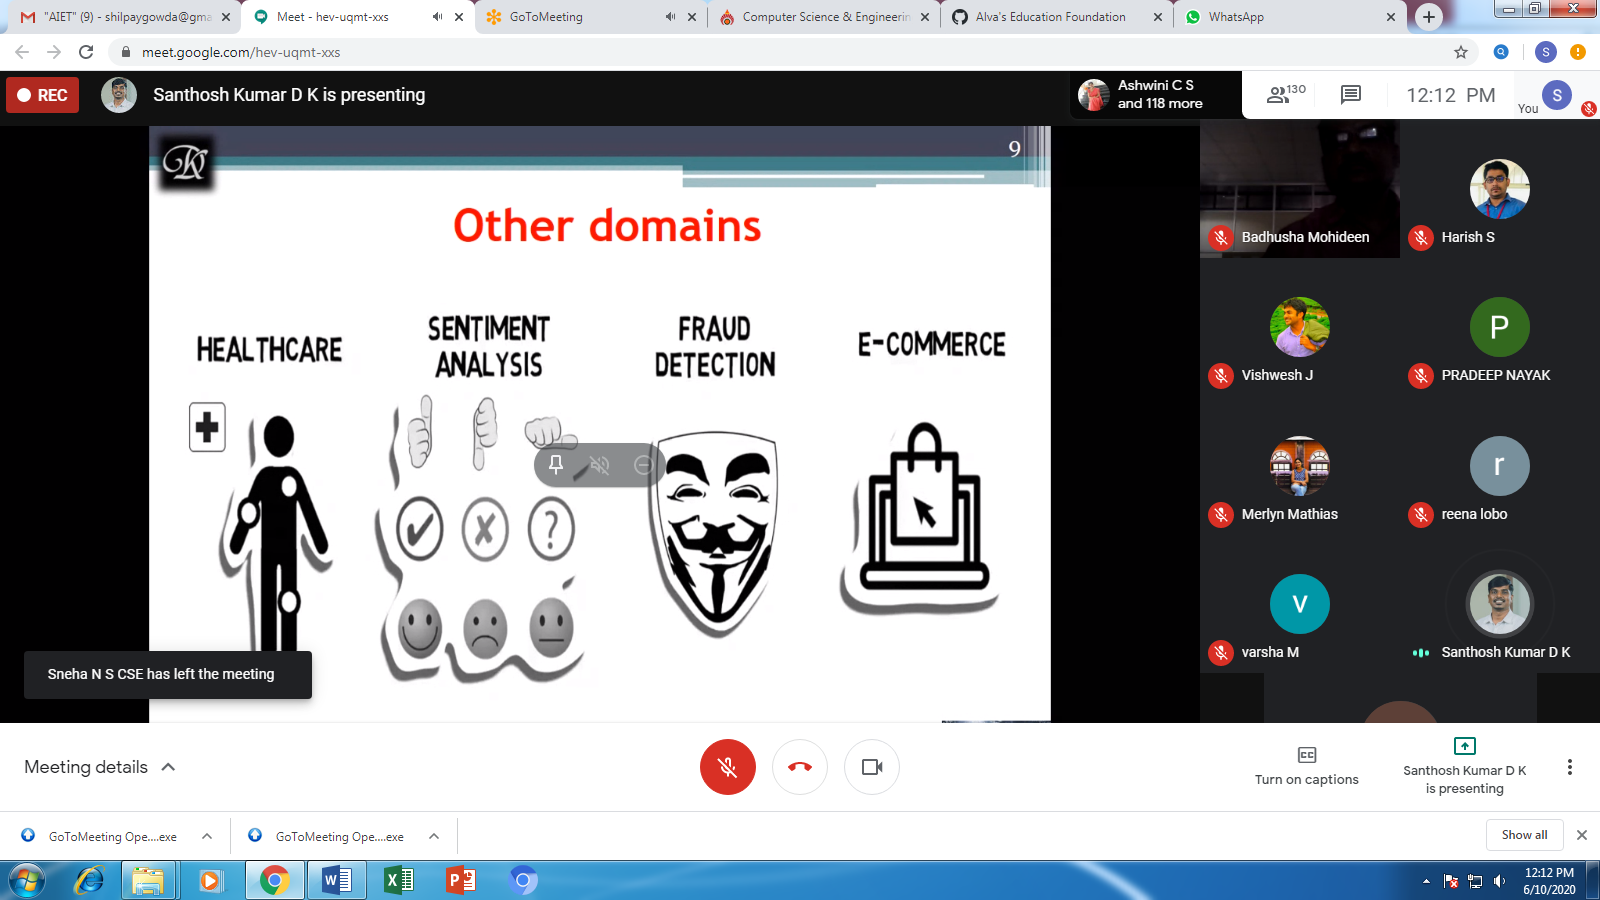 "AIET" (9) - shilpaygowda@gma
Meet - hev-uqmt-xxs
GoToMeeting
Computer Science & Engineerin
Alva's Education Foundation
WhatsApp
meet.google.com/hev-uqmt-xxs
S
REC
Santhosh Kumar D K is presenting
Ashwini C S
and 118 more
130
12:12 PM
You
S
9
Other domains
HEALTHCARE
SENTIMENT
ANALYSIS
FRAUD
DETECTION
E-COMMERCE
?
Badhusha Mohideen
Harish S
Vishwesh J
P
PRADEEP NAYAK
Merlyn Mathias
r
reena lobo
v
varsha M
Santhosh Kumar D K
Sneha N S CSE has left the meeting
Meeting details
Turn on captions
Santhosh Kumar D K
is presenting
GoToMeeting Ope....exe
GoToMeeting Ope....exe
Show all
12:12 PM
6/10/2020